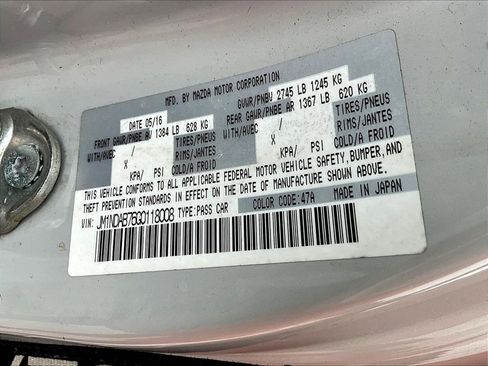 MFD. BY MAZDA MOTOR CORPORATION
DATE 05/16 GVWR/PNBV 2745 LB 1245 KG
FRONT GAWR/PNBE AV 1384 LB 628 KG REAR GAWR/PNBE AR 1367 LB 620 KG
WITH/AVEC / TIRES/PNEUS WITH/AVEC / TIRES/PNEUS
X RIMS/JANTES X RIMS/JANTES
KPA/ PSI COLD/A FROID KPA/ PSI COLD/A FROID
THIS VEHICLE CONFORMS TO ALL APPLICABLE FEDERAL MOTOR VEHICLE SAFETY, BUMPER, AND
THEFT PREVENTION STANDARDS IN EFFECT ON THE DATE OF MANUFACTURE SHOWN ABOVE.
VIN: JM1NDAB76G0118008 TYPE:PASS CAR COLOR CODE:47A MADE IN JAPAN